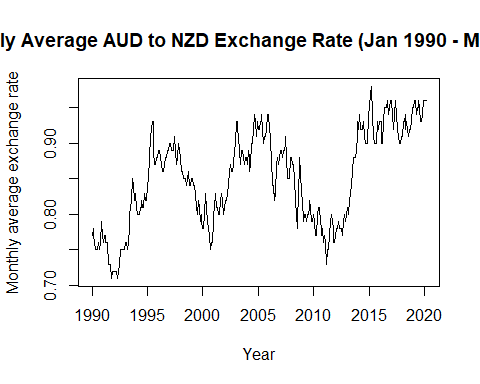 ly Average AUD to NZD Exchange Rate (Jan 1990 - M
Monthly average exchange rate
0.90
0.80
0.70
1990 1995 2000 2005 2010 2015 2020
Year